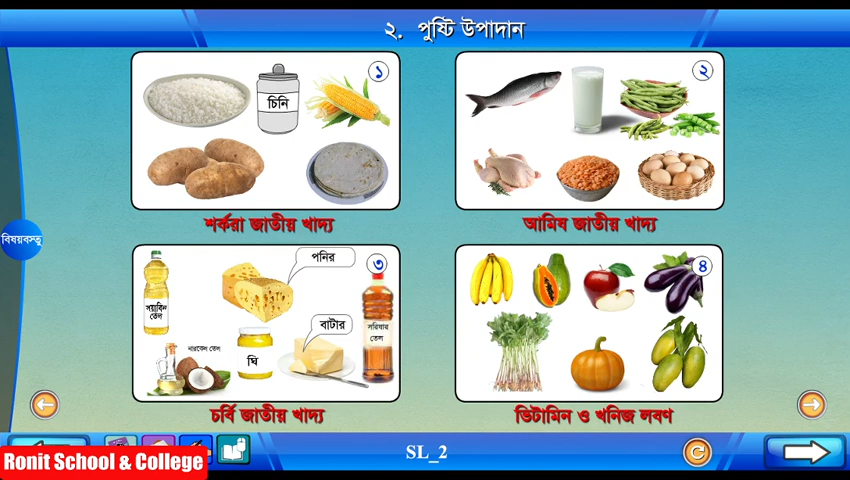 ২. পুষ্টি উপাদান
১
চিনি
শর্করা জাতীয় খাদ্য
২
আমিষ জাতীয় খাদ্য
বিষয়বস্তু
৩
সয়াবিন
তেল
পনির
নারকেল তেল
ঘি
বাটার
সরিষার
তেল
চর্বি জাতীয় খাদ্য
৪
ভিটামিন ও খনিজ লবণ
SL_2
Ronit School & College